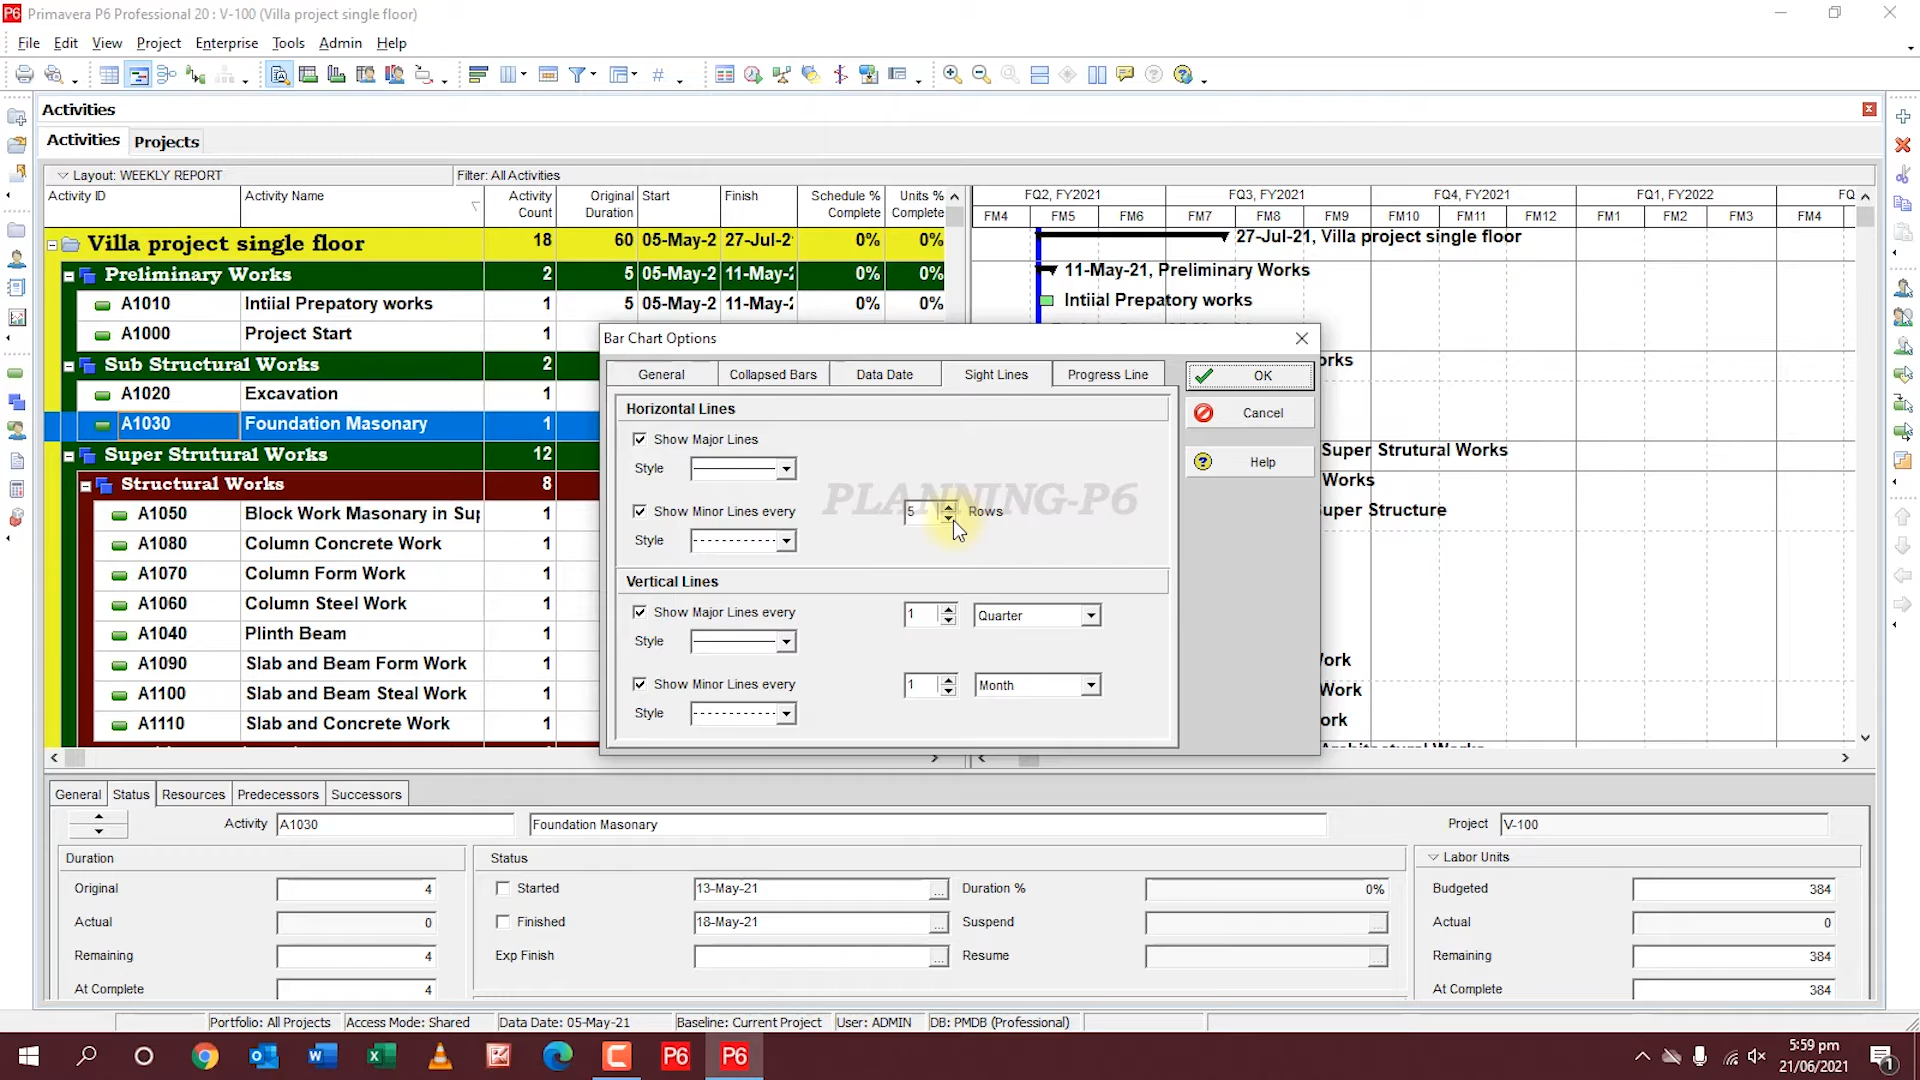 Primavera P6 Professional 20 : V-100 (Villa project single floor)
File Edit View Project Enterprise Tools Admin Help
Activities
Activities Projects
Layout: WEEKLY REPORT Filter: All Activities
Activity ID Activity Name Activity Count Original Duration Start Finish Schedule % Complete Units % Complete
FQ2, FY2021 FQ3, FY2021 FQ4, FY2021 FQ1, FY2022 FQ
FM4 FM5 FM6 FM7 FM8 FM9 FM10 FM11 FM12 FM1 FM2 FM3 FM4
Villa project single floor 18 60 05-May-2 27-Jul-2 0% 0%
27-Jul-21, Villa project single floor
Preliminary Works 2 5 05-May-2 11-May-2 0% 0%
11-May-21, Preliminary Works
A1010 Intiial Prepatory works 1 5 05-May-2 11-May-2 0% 0%
Intiial Prepatory works
A1000 Project Start 1
Sub Structural Works 2
orks
A1020 Excavation 1
A1030 Foundation Masonary 1
Super Strutural Works 12
Super Strutural Works
Structural Works 8
Works
A1050 Block Work Masonary in Sup 1
uper Structure
A1080 Column Concrete Work 1
A1070 Column Form Work 1
A1060 Column Steel Work 1
A1040 Plinth Beam 1
A1090 Slab and Beam Form Work 1
Work
A1100 Slab and Beam Steal Work 1
Work
A1110 Slab and Concrete Work 1
ork
Bar Chart Options
General Collapsed Bars Data Date Sight Lines Progress Line
OK
Cancel
Help
Horizontal Lines
Show Major Lines
Style
PLANNING-P6
Show Minor Lines every 5 Rows
Style
Vertical Lines
Show Major Lines every 1 Quarter
Style
Show Minor Lines every 1 Month
Style
General Status Resources Predecessors Successors
Activity A1030 Foundation Masonary Project V-100
Duration Status Labor Units
Original 4 Started 13-May-21 Duration % 0% Budgeted 384
Actual 0 Finished 18-May-21 Suspend Actual 0
Remaining 4 Exp Finish Resume Remaining 384
At Complete 4 At Complete 384
Portfolio: All Projects Access Mode: Shared Data Date: 05-May-21 Baseline: Current Project User: ADMIN DB: PMDB (Professional)
5:59 pm
21/06/2021